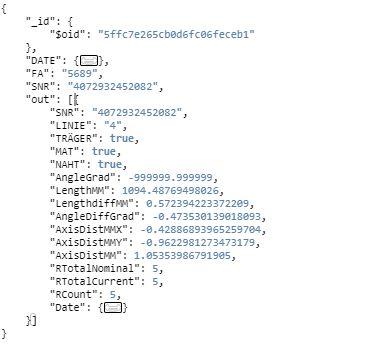 {
"_id": {
"$oid": "5ffc7e265cb0d6fc06feceb1"
},
"DATE": {},
"FA": "5689",
"SNR": "4072932452082",
"out": [{
"SNR": "4072932452082",
"LINIE": "4",
"TRÄGER": true,
"MAT": true,
"NAHT": true,
"AngleGrad": -999999.999999,
"LengthMM": 1094.48769498026,
"LengthdiffMM": 0.572394223372209,
"AngleDiffGrad": -0.473530139018093,
"AxisDistMMX": -0.42886893965259704,
"AxisDistMMY": -0.9622981273473179,
"AxisDistMM": 1.05353986791905,
"RTotalNominal": 5,
"RTotalCurrent": 5,
"RCount": 5,
"Date": {}
}]
}